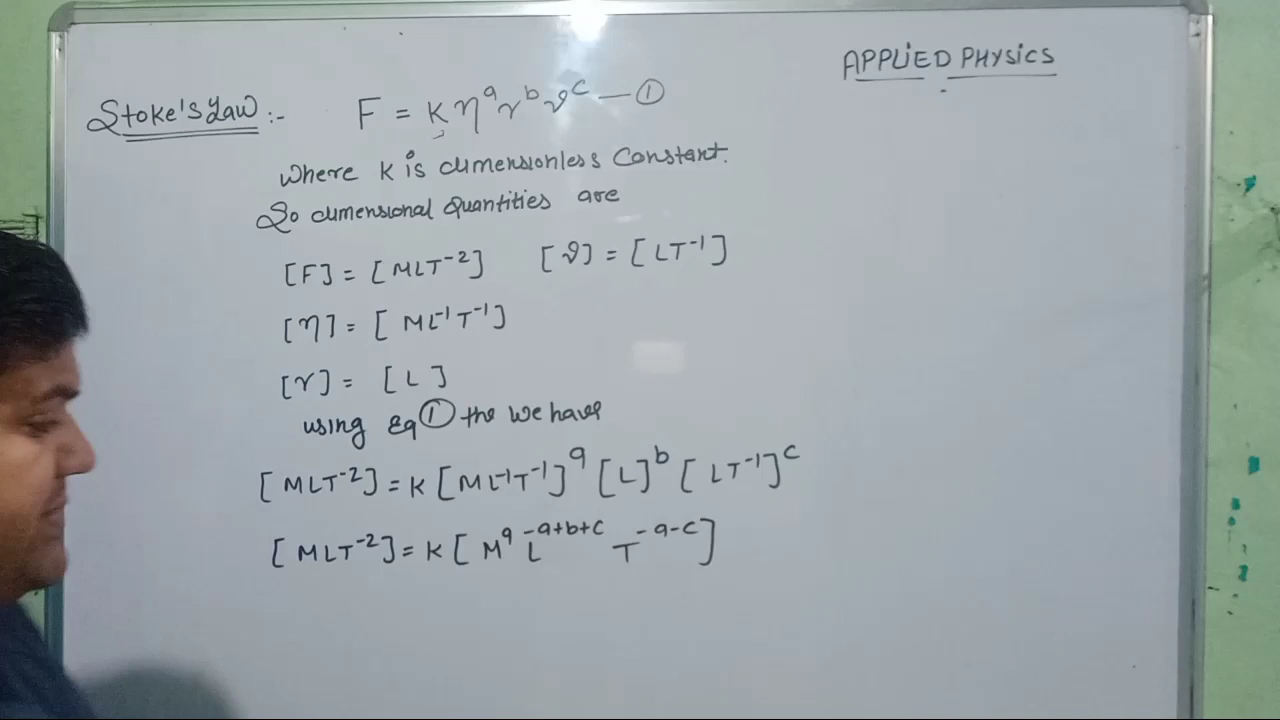 APPLIED PHYSICS
Stoke's Law :- F = K η^a r^b ϑ^c — ①
Where K is dimensionless Constant.
So dimensional Quantities are
[F] = [MLT^-2] [ϑ] = [LT^-1]
[η] = [ML^-1T^-1]
[r] = [L]
using Eq ① the we have
[MLT^-2] = K [ML^-1T^-1]^a [L]^b [LT^-1]^c
[MLT^-2] = K [M^a L^-a+b+c T^-a-c]